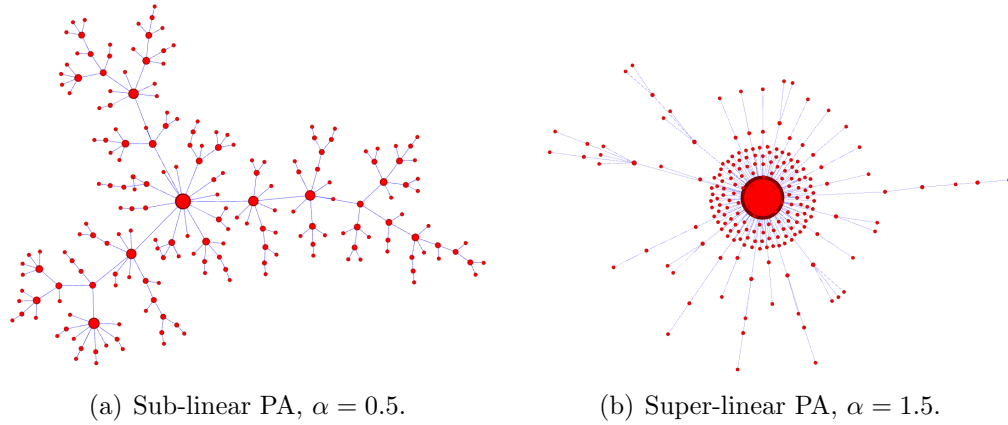 (a) Sub-linear PA, α = 0.5.
(b) Super-linear PA, α = 1.5.